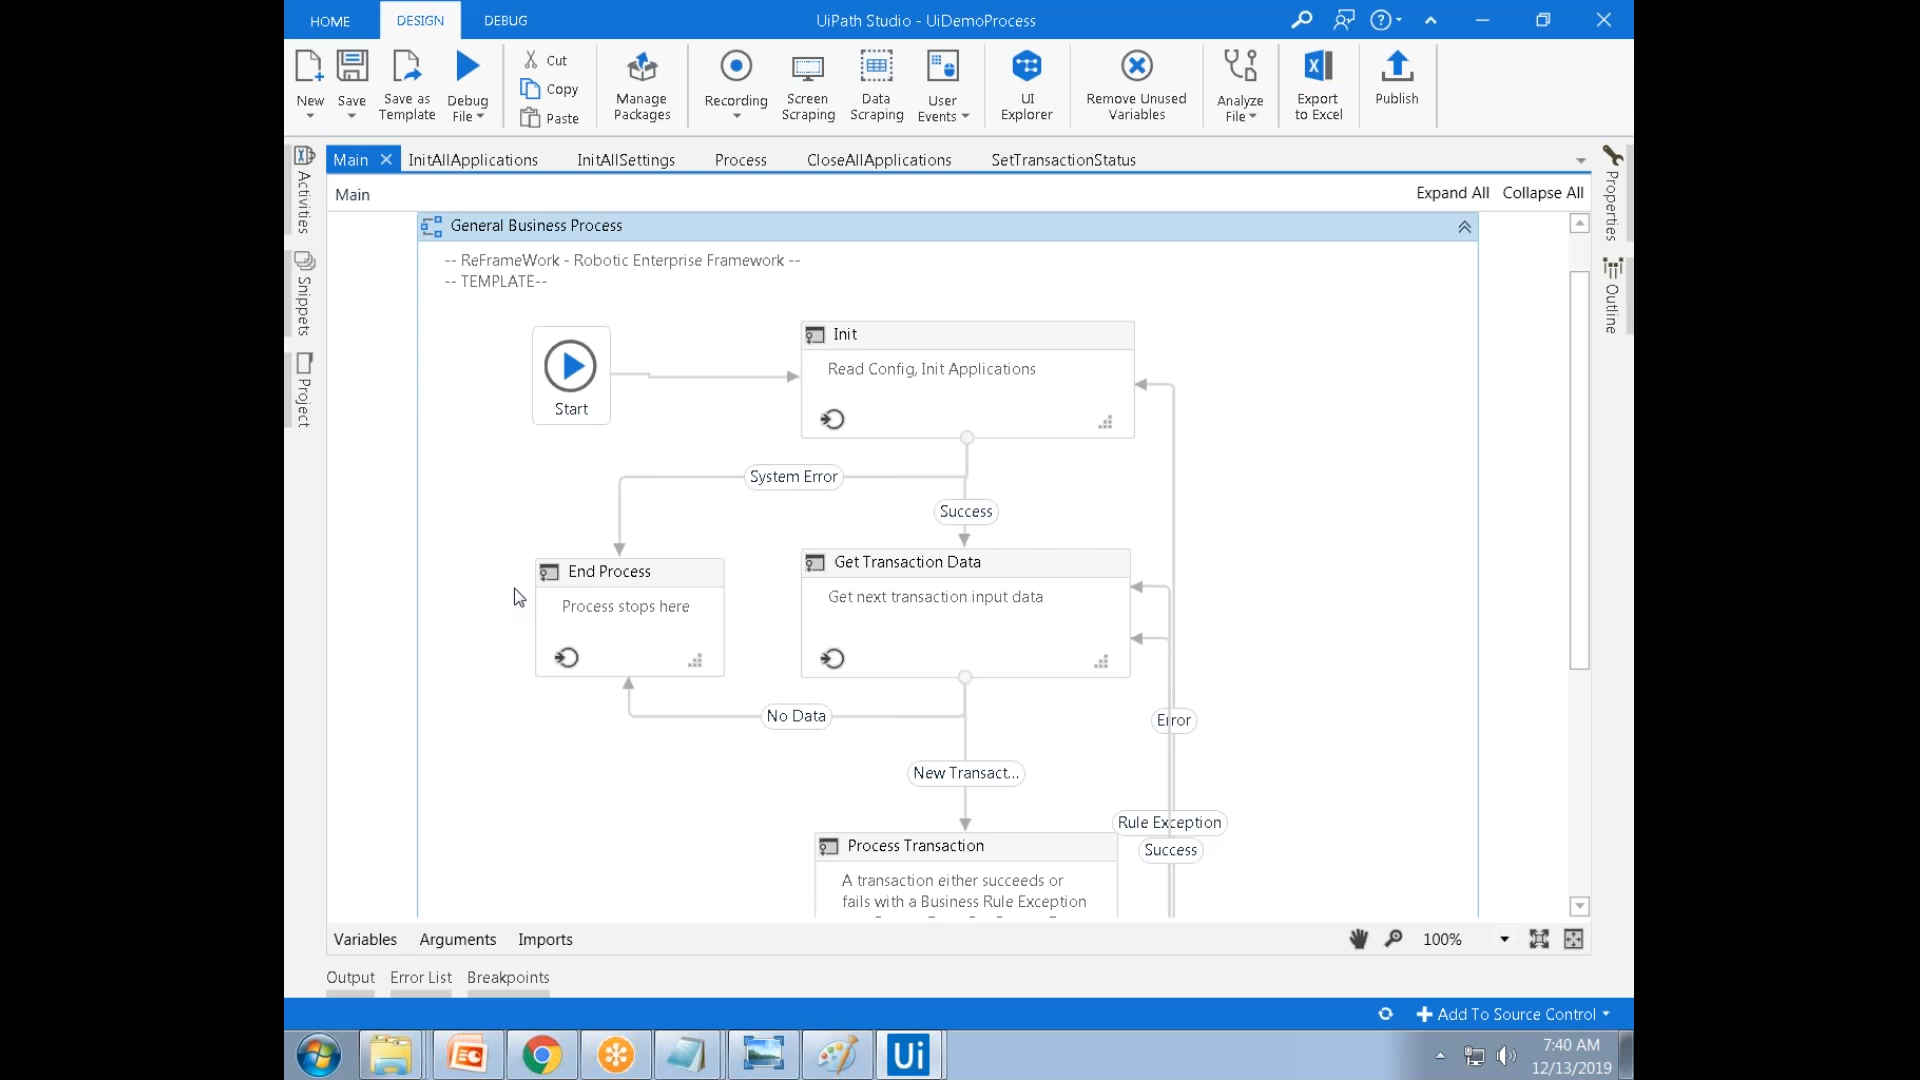 HOME
DESIGN
DEBUG
UiPath Studio - UiDemoProcess
New
Save
Save as
Template
Debug
File
Cut
Copy
Paste
Manage
Packages
Recording
Screen
Scraping
Data
Scraping
User
Events
UI
Explorer
Remove Unused
Variables
Analyze
File
Export
to Excel
Publish
Activities
Snippets
Project
Main
InitAllApplications
InitAllSettings
Process
CloseAllApplications
SetTransactionStatus
Main
Expand All
Collapse All
Properties
Outline
General Business Process
-- ReFrameWork - Robotic Enterprise Framework --
-- TEMPLATE--
Start
Init
Read Config, Init Applications
System Error
Success
End Process
Process stops here
Get Transaction Data
Get next transaction input data
No Data
Error
New Transact...
Rule Exception
Success
Process Transaction
A transaction either succeeds or
fails with a Business Rule Exception
Variables
Arguments
Imports
100%
Output
Error List
Breakpoints
Add To Source Control
Ui
7:40 AM
12/13/2019